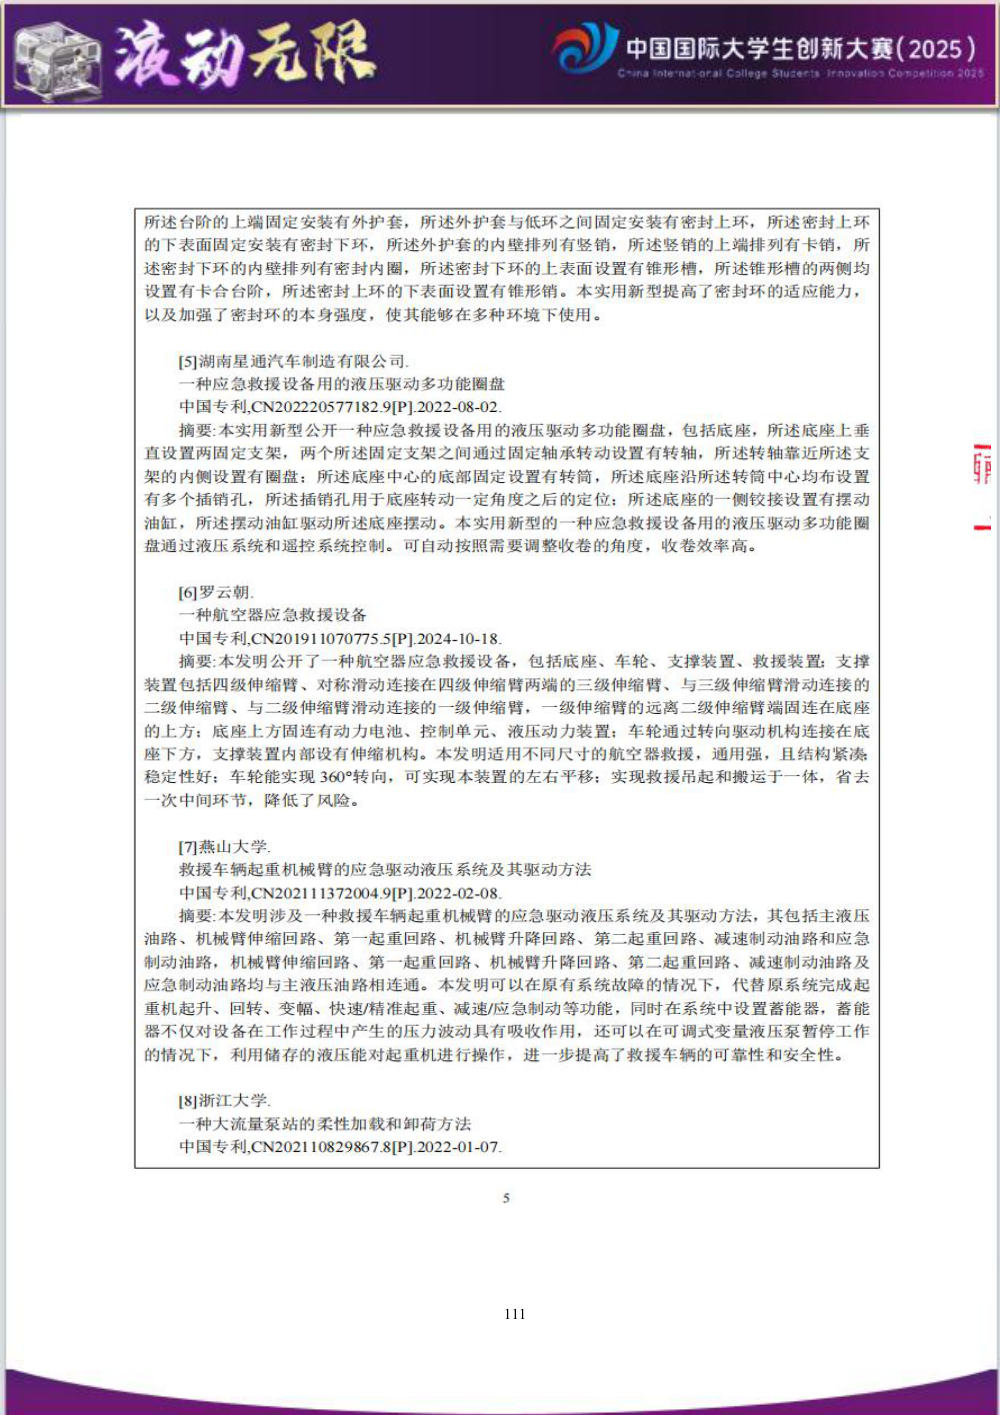 液动无限
中国国际大学生创新大赛(2025)
China International College Students Innovation Competition 2025
所述台阶的上端固定安装有外护套，所述外护套与低环之间固定安装有密封上环，所述密封上环
的下表面固定安装有密封下环，所述外护套的内壁排列有竖销，所述竖销的上端排列有卡销，所
述密封下环的内壁排列有密封内圈，所述密封下环的上表面设置有锥形槽，所述锥形槽的两侧均
设置有卡合台阶，所述密封上环的下表面设置有锥形销。本实用新型提高了密封环的适应能力，
以及加强了密封环的本身强度，使其能够在多种环境下使用。
[5]湖南星通汽车制造有限公司.
一种应急救援设备用的液压驱动多功能圈盘
中国专利,CN202220577182.9[P].2022-08-02.
摘要:本实用新型公开一种应急救援设备用的液压驱动多功能圈盘，包括底座，所述底座上垂
直设置两固定支架，两个所述固定支架之间通过固定轴承转动设置有转轴，所述转轴靠近所述支
架的内侧设置有圈盘；所述底座中心的底部固定设置有转筒，所述底座沿所述转筒中心均布设置
有多个插销孔，所述插销孔用于底座转动一定角度之后的定位；所述底座的一侧铰接设置有摆动
油缸，所述摆动油缸驱动所述底座摆动。本实用新型的一种应急救援设备用的液压驱动多功能圈
盘通过液压系统和遥控系统控制。可自动按照需要调整收卷的角度，收卷效率高。
[6]罗云朝.
一种航空器应急救援设备
中国专利,CN201911070775.5[P].2024-10-18.
摘要:本发明公开了一种航空器应急救援设备，包括底座、车轮、支撑装置、救援装置；支撑
装置包括四级伸缩臂、对称滑动连接在四级伸缩臂两端的三级伸缩臂、与三级伸缩臂滑动连接的
二级伸缩臂、与二级伸缩臂滑动连接的一级伸缩臂，一级伸缩臂的远离二级伸缩臂端固连在底座
的上方；底座上方固连有动力电池、控制单元、液压动力装置；车轮通过转向驱动机构连接在底
座下方，支撑装置内部设有伸缩机构。本发明适用不同尺寸的航空器救援，通用强，且结构紧凑，
稳定性好；车轮能实现360°转向，可实现本装置的左右平移；实现救援吊起和搬运于一体，省去
一次中间环节，降低了风险。
[7]燕山大学.
救援车辆起重机械臂的应急驱动液压系统及其驱动方法
中国专利,CN202111372004.9[P].2022-02-08.
摘要:本发明涉及一种救援车辆起重机械臂的应急驱动液压系统及其驱动方法，其包括主液压
油路、机械臂伸缩回路、第一起重回路、机械臂升降回路、第二起重回路、减速制动油路和应急
制动油路，机械臂伸缩回路、第一起重回路、机械臂升降回路、第二起重回路、减速制动油路及
应急制动油路均与主液压油路相连通。本发明可以在原有系统故障的情况下，代替原系统完成起
重机起升、回转、变幅、快速/精准起重、减速/应急制动等功能，同时在系统中设置蓄能器，蓄能
器不仅对设备在工作过程中产生的压力波动具有吸收作用，还可以在可调式变量液压泵暂停工作
的情况下，利用储存的液压能对起重机进行操作，进一步提高了救援车辆的可靠性和安全性。
[8]浙江大学.
一种大流量泵站的柔性加载和卸荷方法
中国专利,CN202110829867.8[P].2022-01-07.
5
111